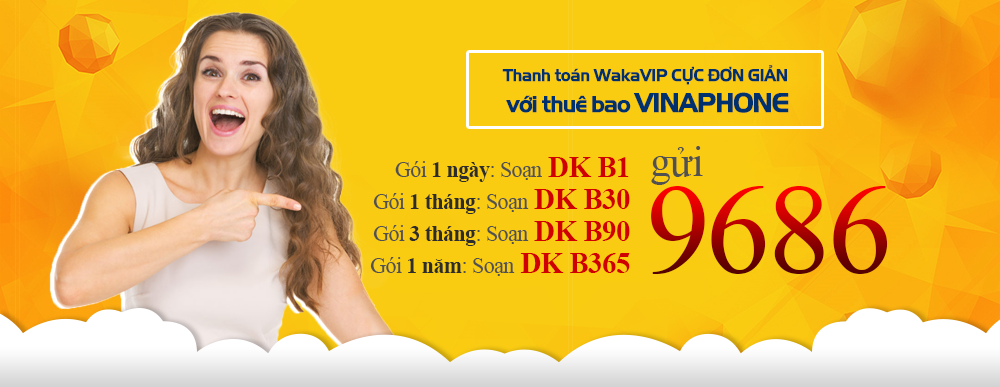 Thanh toán WakaVIP CỰC ĐƠN GIẢN
với thuê bao VINAPHONE
Gói 1 ngày: Soạn DK B1
Gói 1 tháng: Soạn DK B30
Gói 3 tháng: Soạn DK B90
Gói 1 năm: Soạn DK B365
gửi
9686